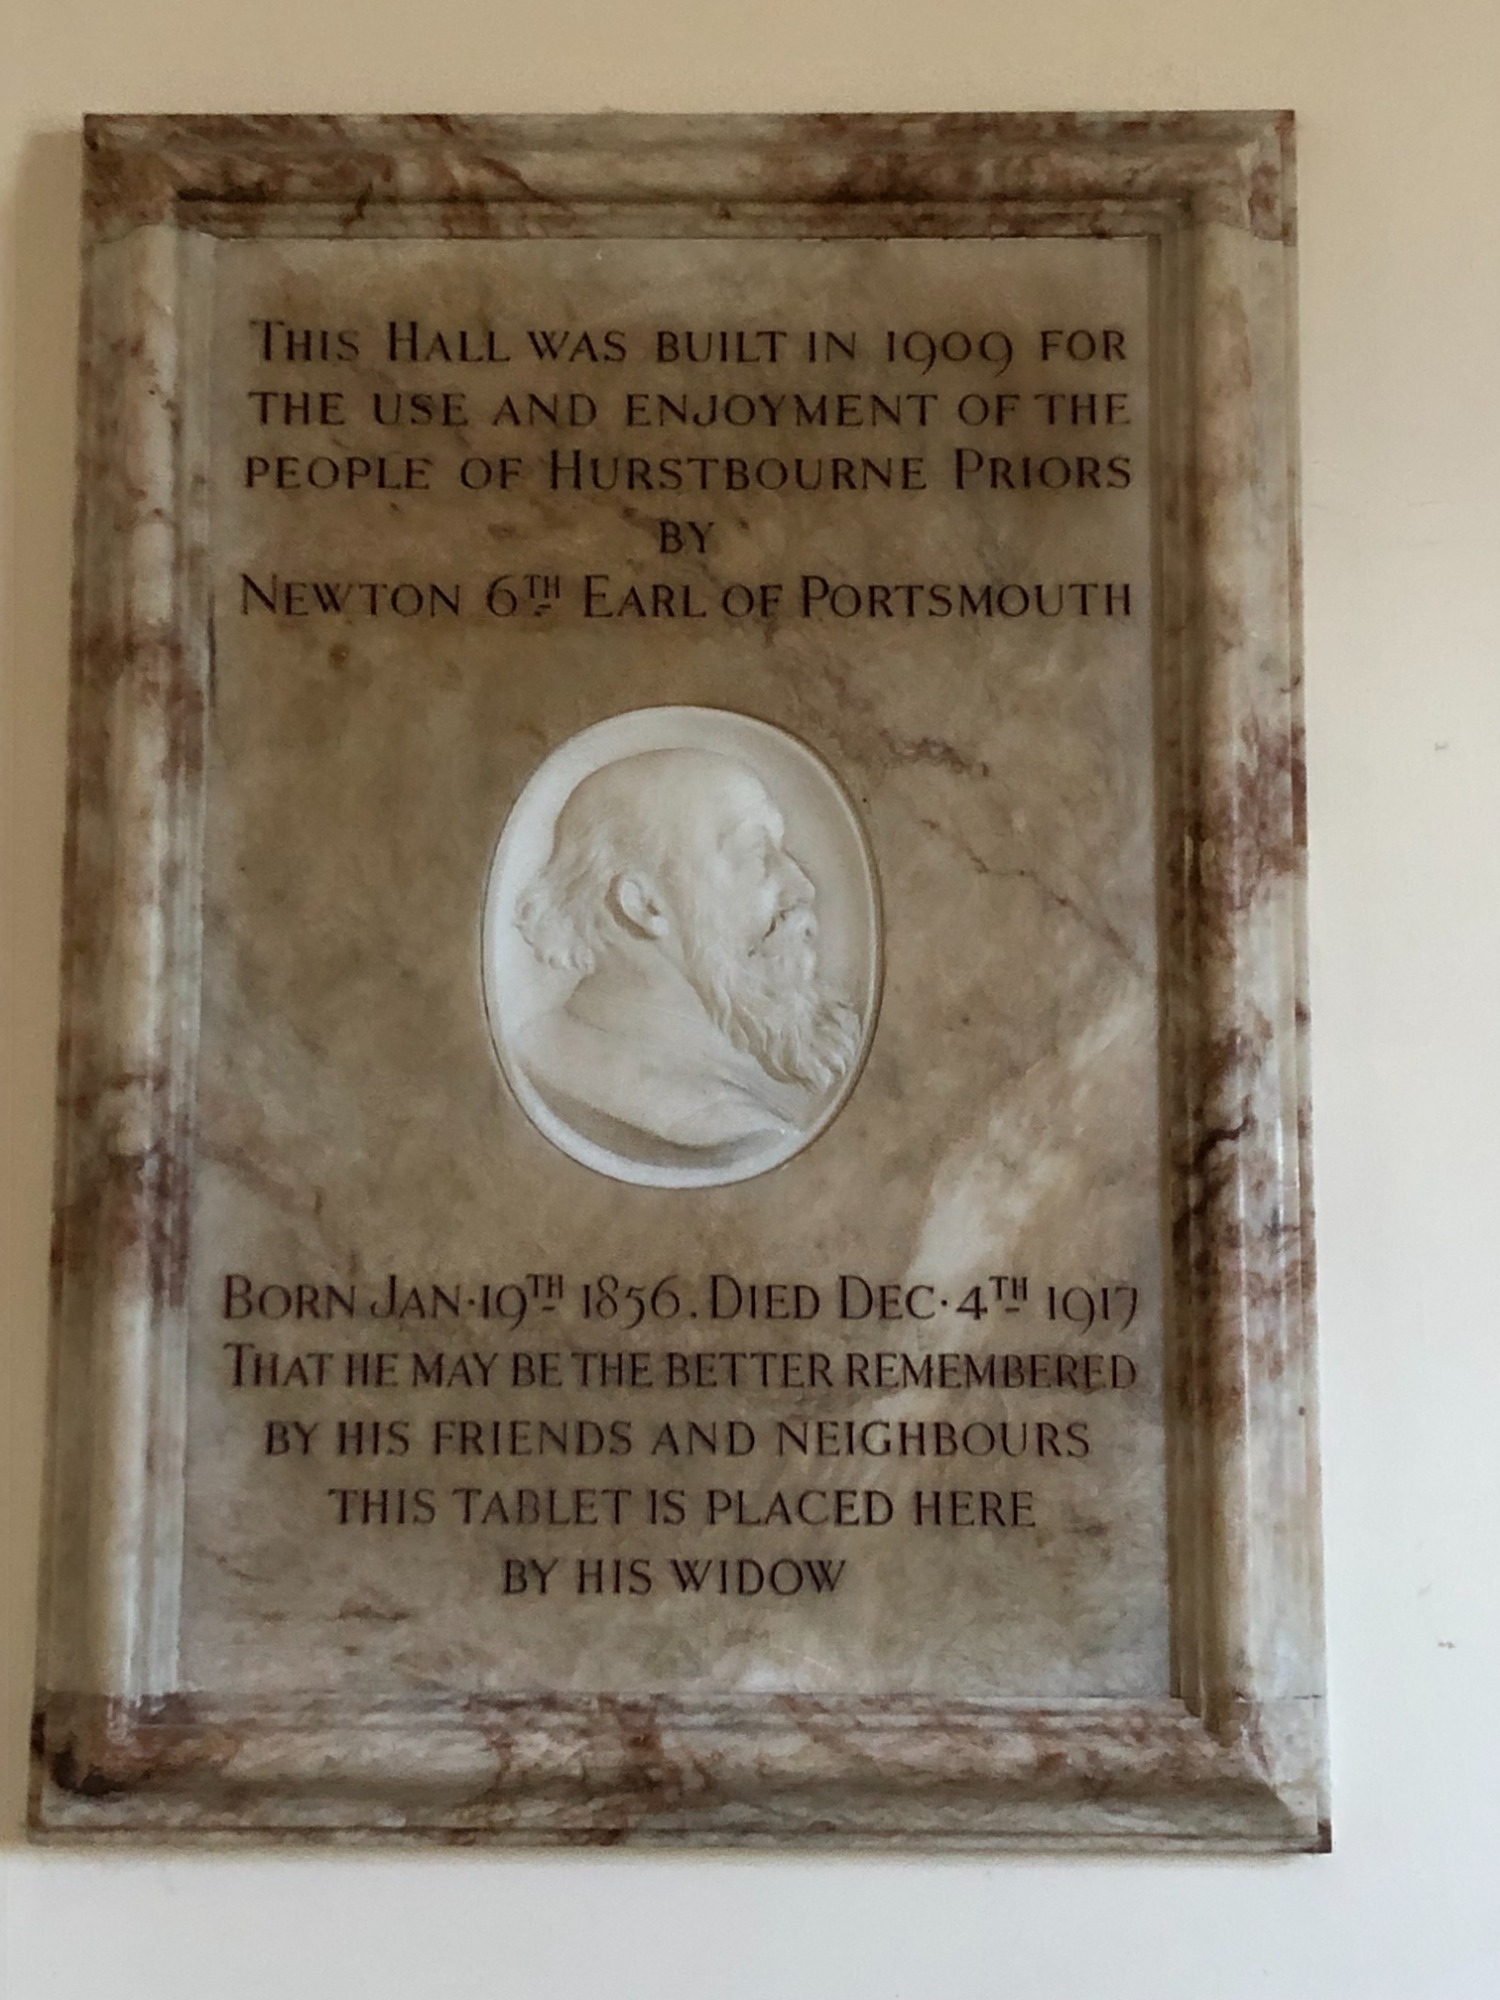 THIS HALL WAS BUILT IN 1909 FOR
THE USE AND ENJOYMENT OF THE
PEOPLE OF HURSTBOURNE PRIORS
BY
NEWTON 6TH EARL OF PORTSMOUTH
BORN JAN·19TH 1856. DIED DEC·4TH 1917
THAT HE MAY BE THE BETTER REMEMBERED
BY HIS FRIENDS AND NEIGHBOURS
THIS TABLET IS PLACED HERE
BY HIS WIDOW